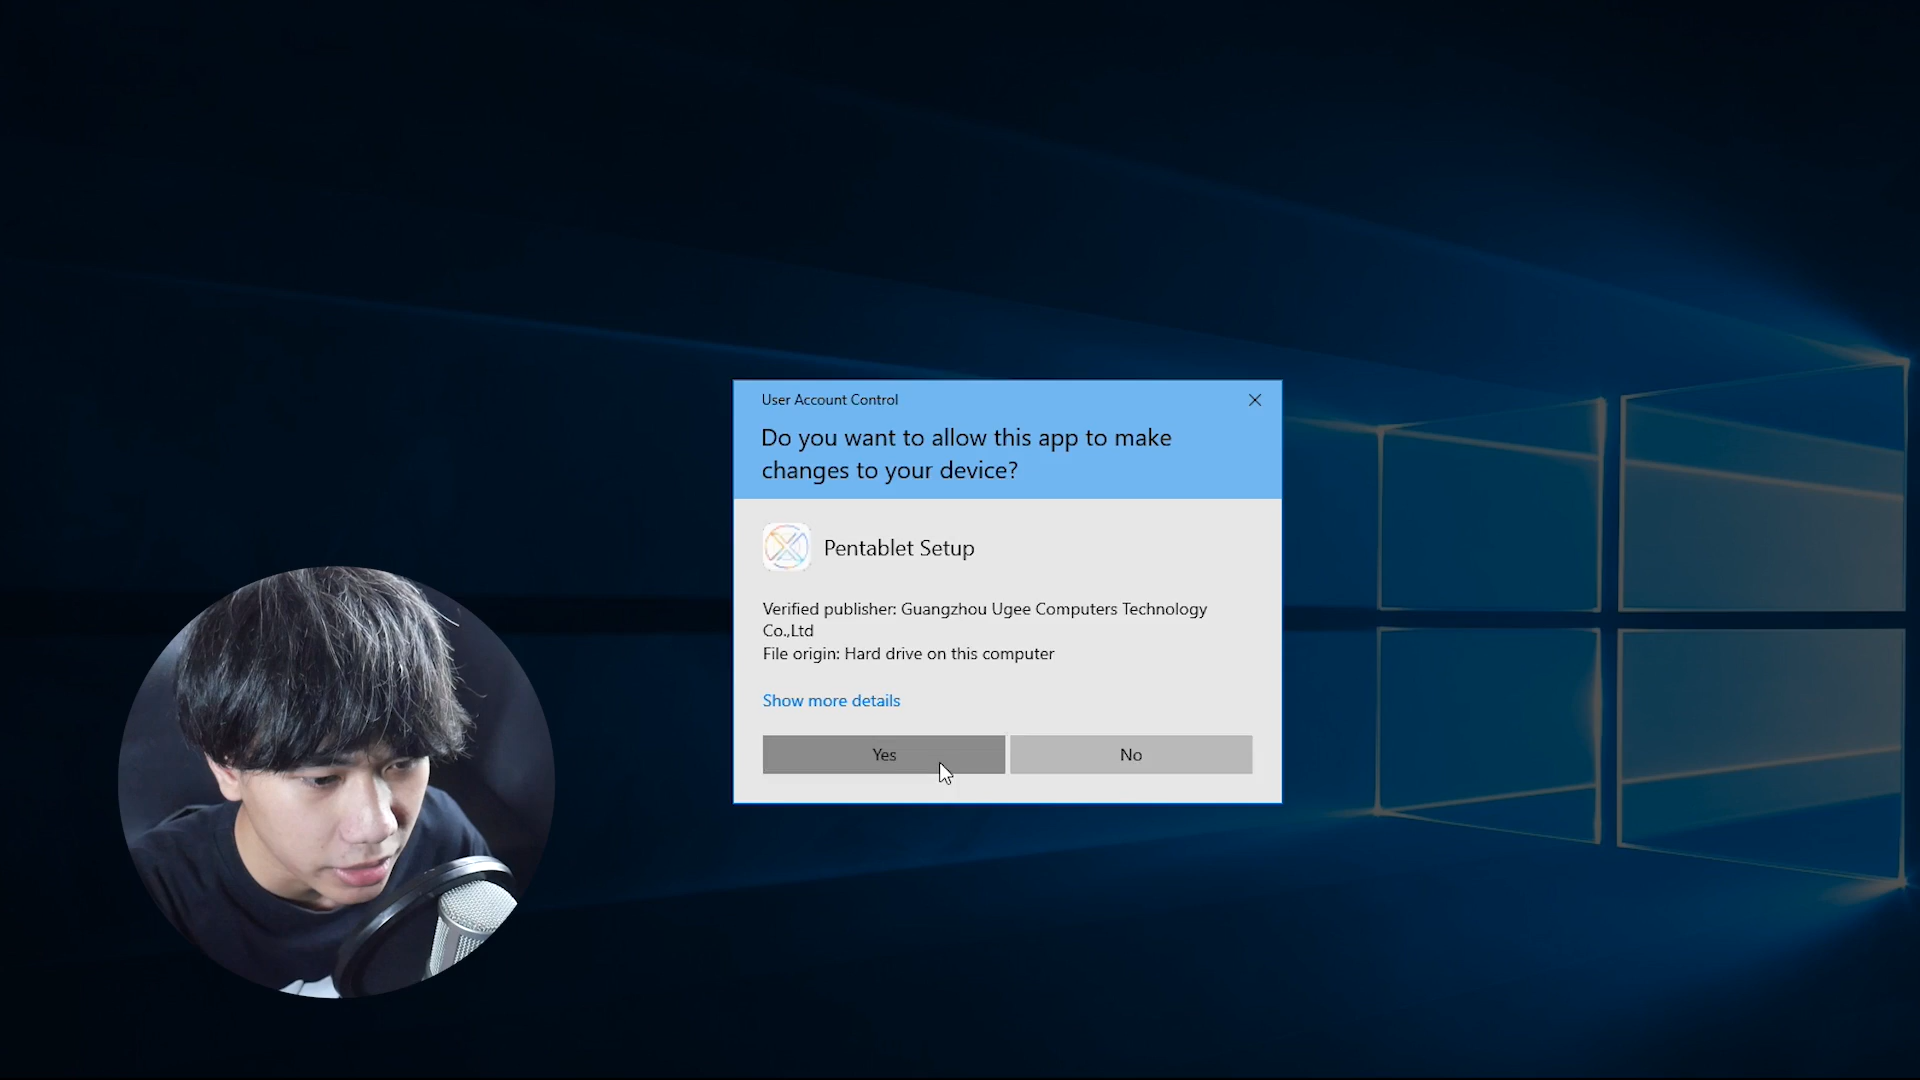 User Account Control
Do you want to allow this app to make
changes to your device?
Pentablet Setup
Verified publisher: Guangzhou Ugee Computers Technology
Co.,Ltd
File origin: Hard drive on this computer
Show more details
Yes
No